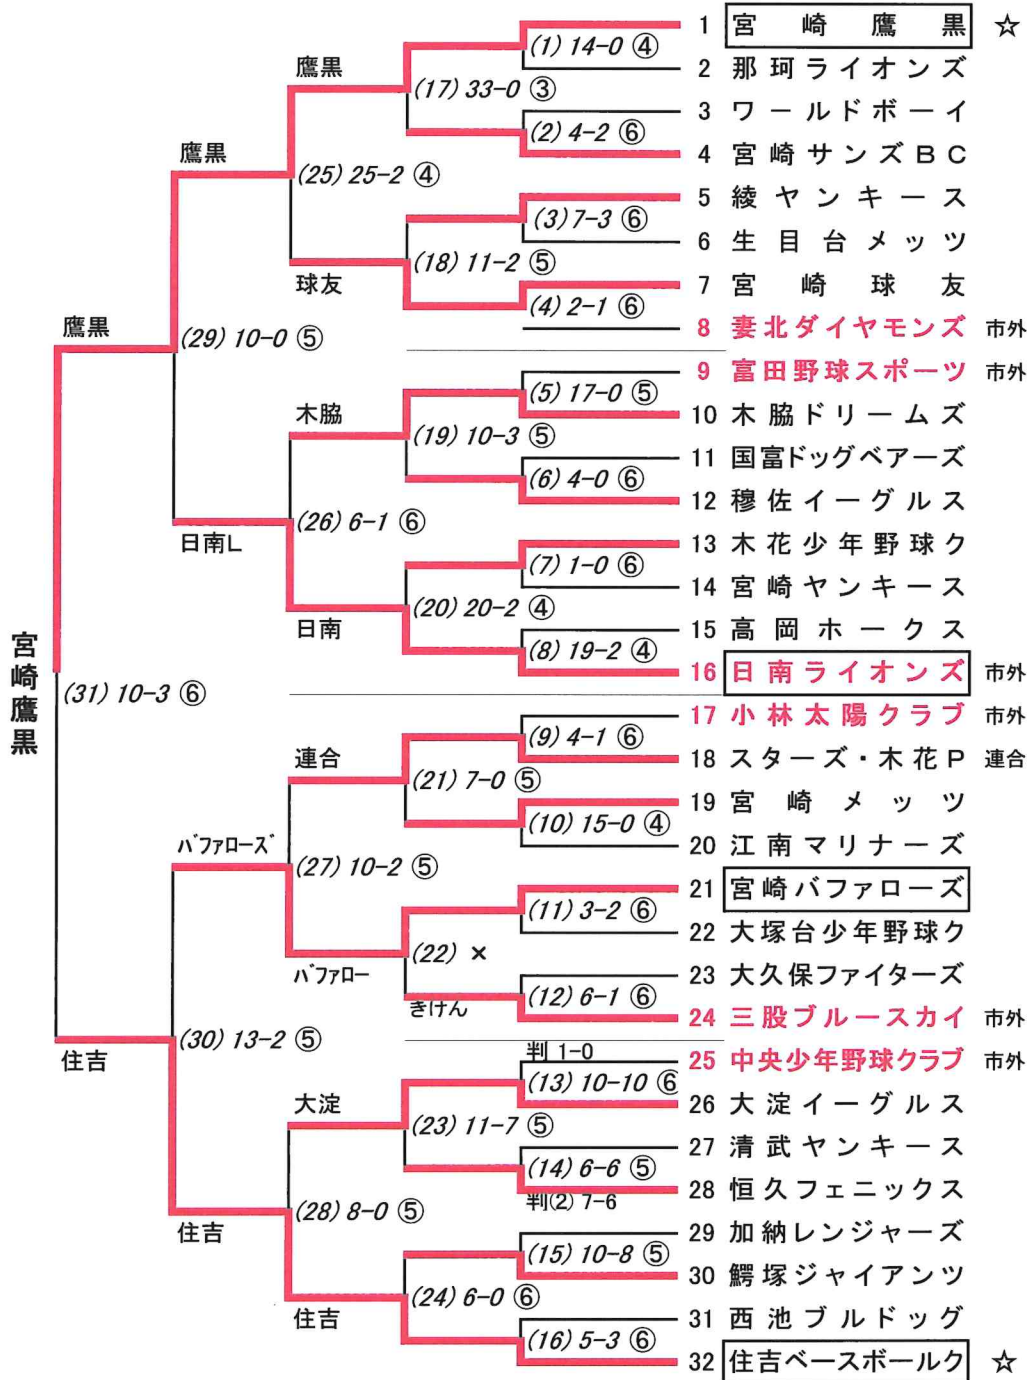 1 宮崎鷹黒 ☆
(1) 14-0 ④
2 那珂ライオンズ
鷹黒
(17) 33-0 ③
3 ワールドボーイ
(2) 4-2 ⑥
4 宮崎サンズBC
鷹黒
(25) 25-2 ④
5 綾ヤンキース
(3) 7-3 ⑥
6 生目台メッツ
(18) 11-2 ⑤
球友
7 宮崎球友
(4) 2-1 ⑥
8 妻北ダイヤモンズ 市外
鷹黒
(29) 10-0 ⑤
9 富田野球スポーツ 市外
(5) 17-0 ⑤
10 木脇ドリームズ
木脇
(19) 10-3 ⑤
11 国富ドッグベアーズ
(6) 4-0 ⑥
12 穆佐イーグルス
(26) 6-1 ⑥
日南L
13 木花少年野球ク
(7) 1-0 ⑥
14 宮崎ヤンキース
(20) 20-2 ④
日南
15 高岡ホークス
(8) 19-2 ④
16 日南ライオンズ 市外
宮崎鷹黒
(31) 10-3 ⑥
17 小林太陽クラブ 市外
(9) 4-1 ⑥
18 スターズ・木花P 連合
連合
(21) 7-0 ⑤
19 宮崎メッツ
(10) 15-0 ④
20 江南マリナーズ
バファローズ
(27) 10-2 ⑤
21 宮崎バファローズ
(11) 3-2 ⑥
22 大塚台少年野球ク
(22) ×
バファロー
23 大久保ファイターズ
(12) 6-1 ⑥
きけん
24 三股ブルースカイ 市外
(30) 13-2 ⑤
住吉
判 1-0
25 中央少年野球クラブ 市外
(13) 10-10 ⑥
26 大淀イーグルス
大淀
(23) 11-7 ⑤
27 清武ヤンキース
(14) 6-6 ⑤
28 恒久フェニックス
判(2) 7-6
(28) 8-0 ⑤
住吉
29 加納レンジャーズ
(15) 10-8 ⑤
30 鰐塚ジャイアンツ
(24) 6-0 ⑥
住吉
31 西池ブルドッグ
(16) 5-3 ⑥
32 住吉ベースボールク ☆